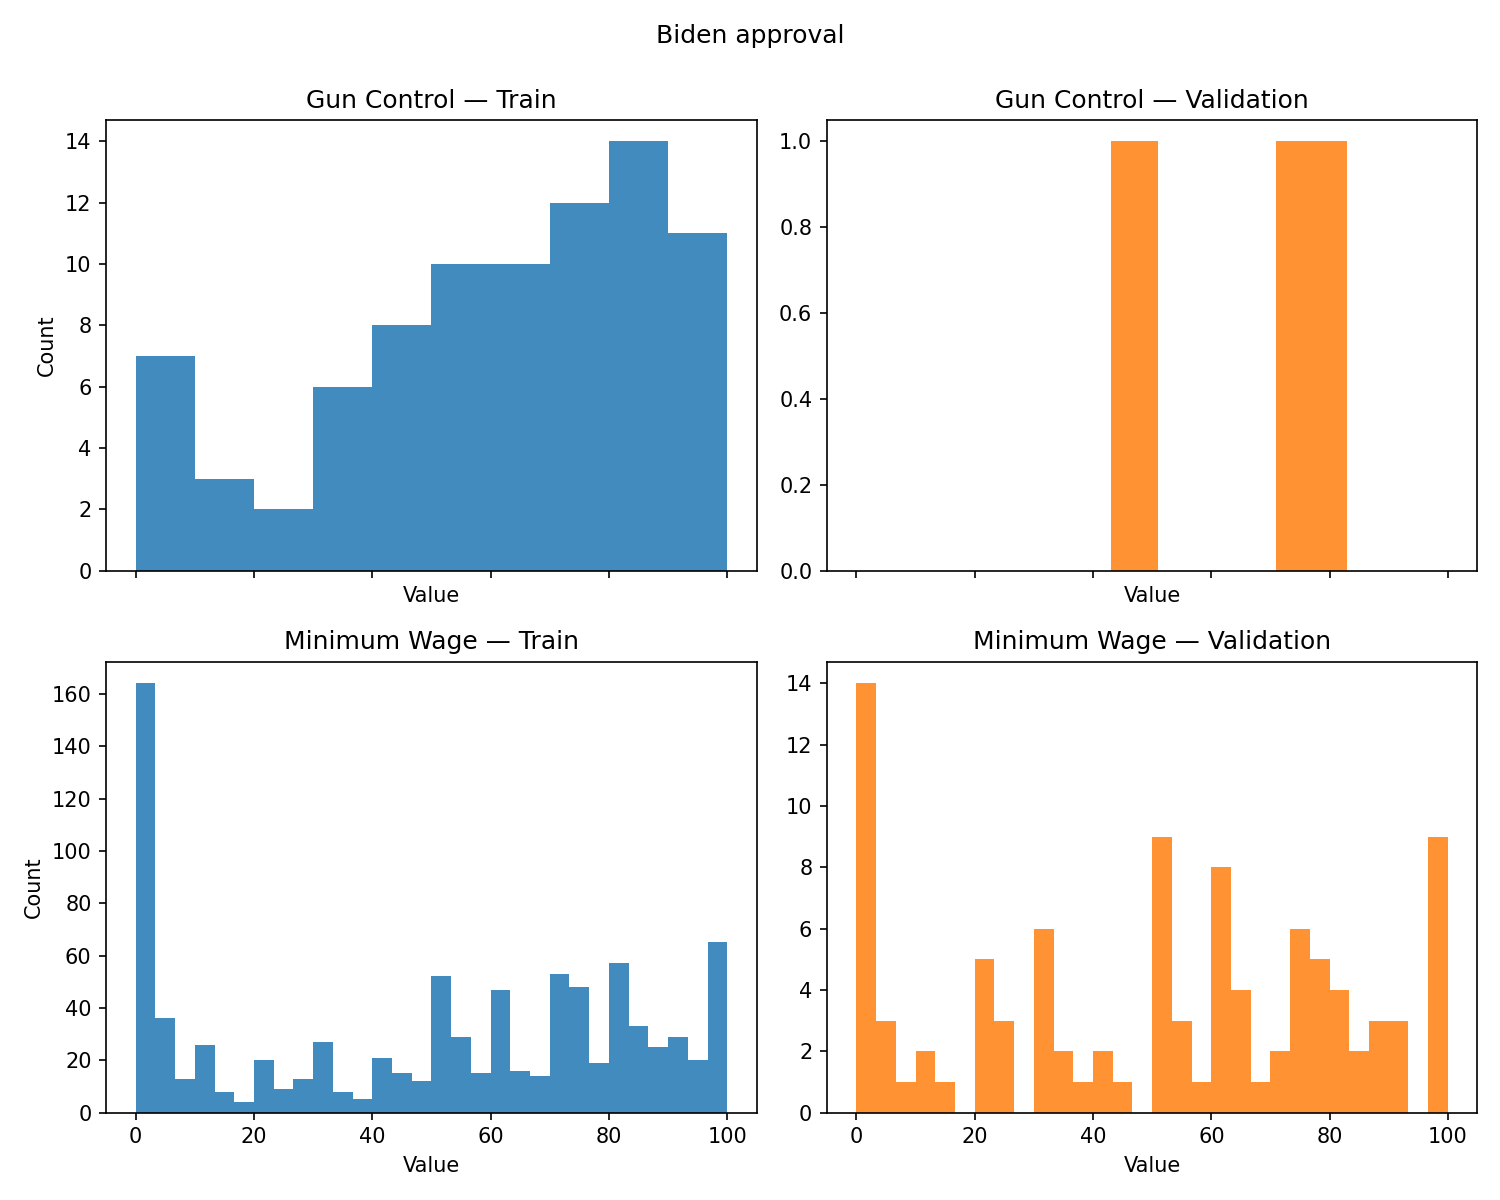 Biden approval
Gun Control — Train
Gun Control — Validation
14
12
10
8
6
4
2
0
Count
Value
1.0
0.8
0.6
0.4
0.2
0.0
Value
Minimum Wage — Train
Minimum Wage — Validation
160
140
120
100
80
60
40
20
0
Count
0 20 40 60 80 100
Value
14
12
10
8
6
4
2
0
0 20 40 60 80 100
Value